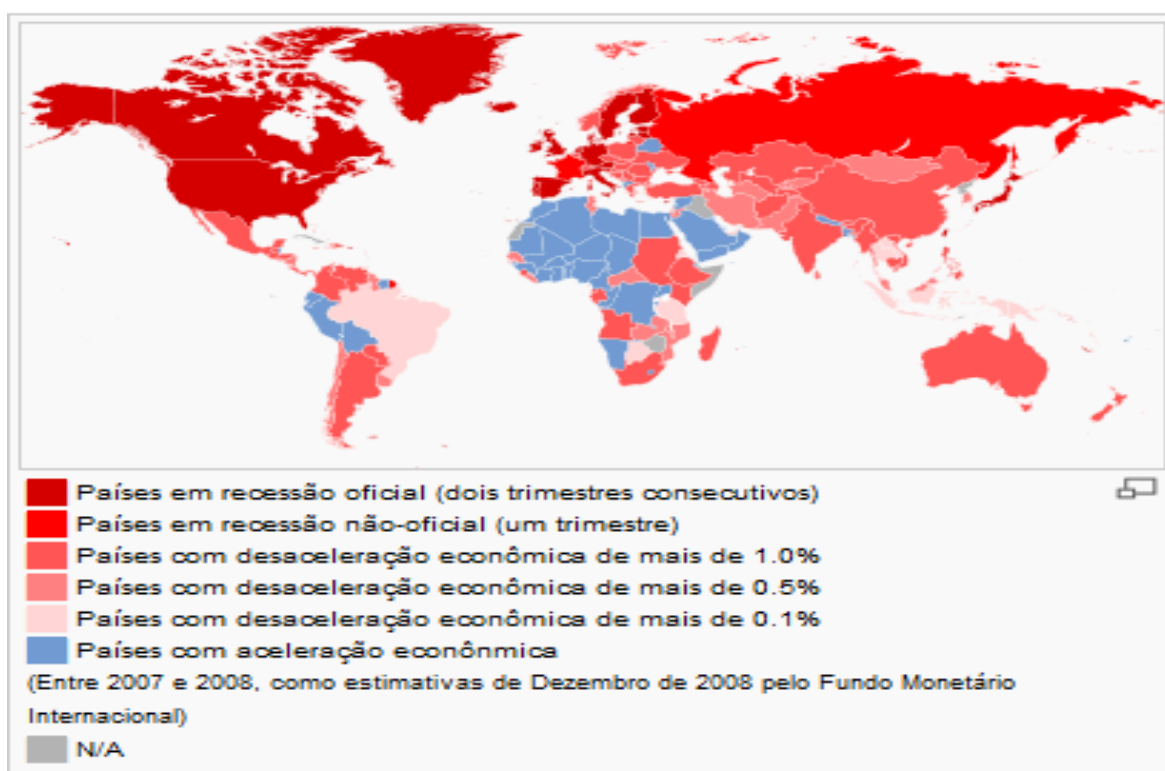 Países em recessão oficial (dois trimestres consecutivos)
Países em recessão não-oficial (um trimestre)
Países com desaceleração econômica de mais de 1.0%
Países com desaceleração econômica de mais de 0.5%
Países com desaceleração econômica de mais de 0.1%
Países com aceleração econônmica
(Entre 2007 e 2008, como estimativas de Dezembro de 2008 pelo Fundo Monetário
Internacional)
N/A